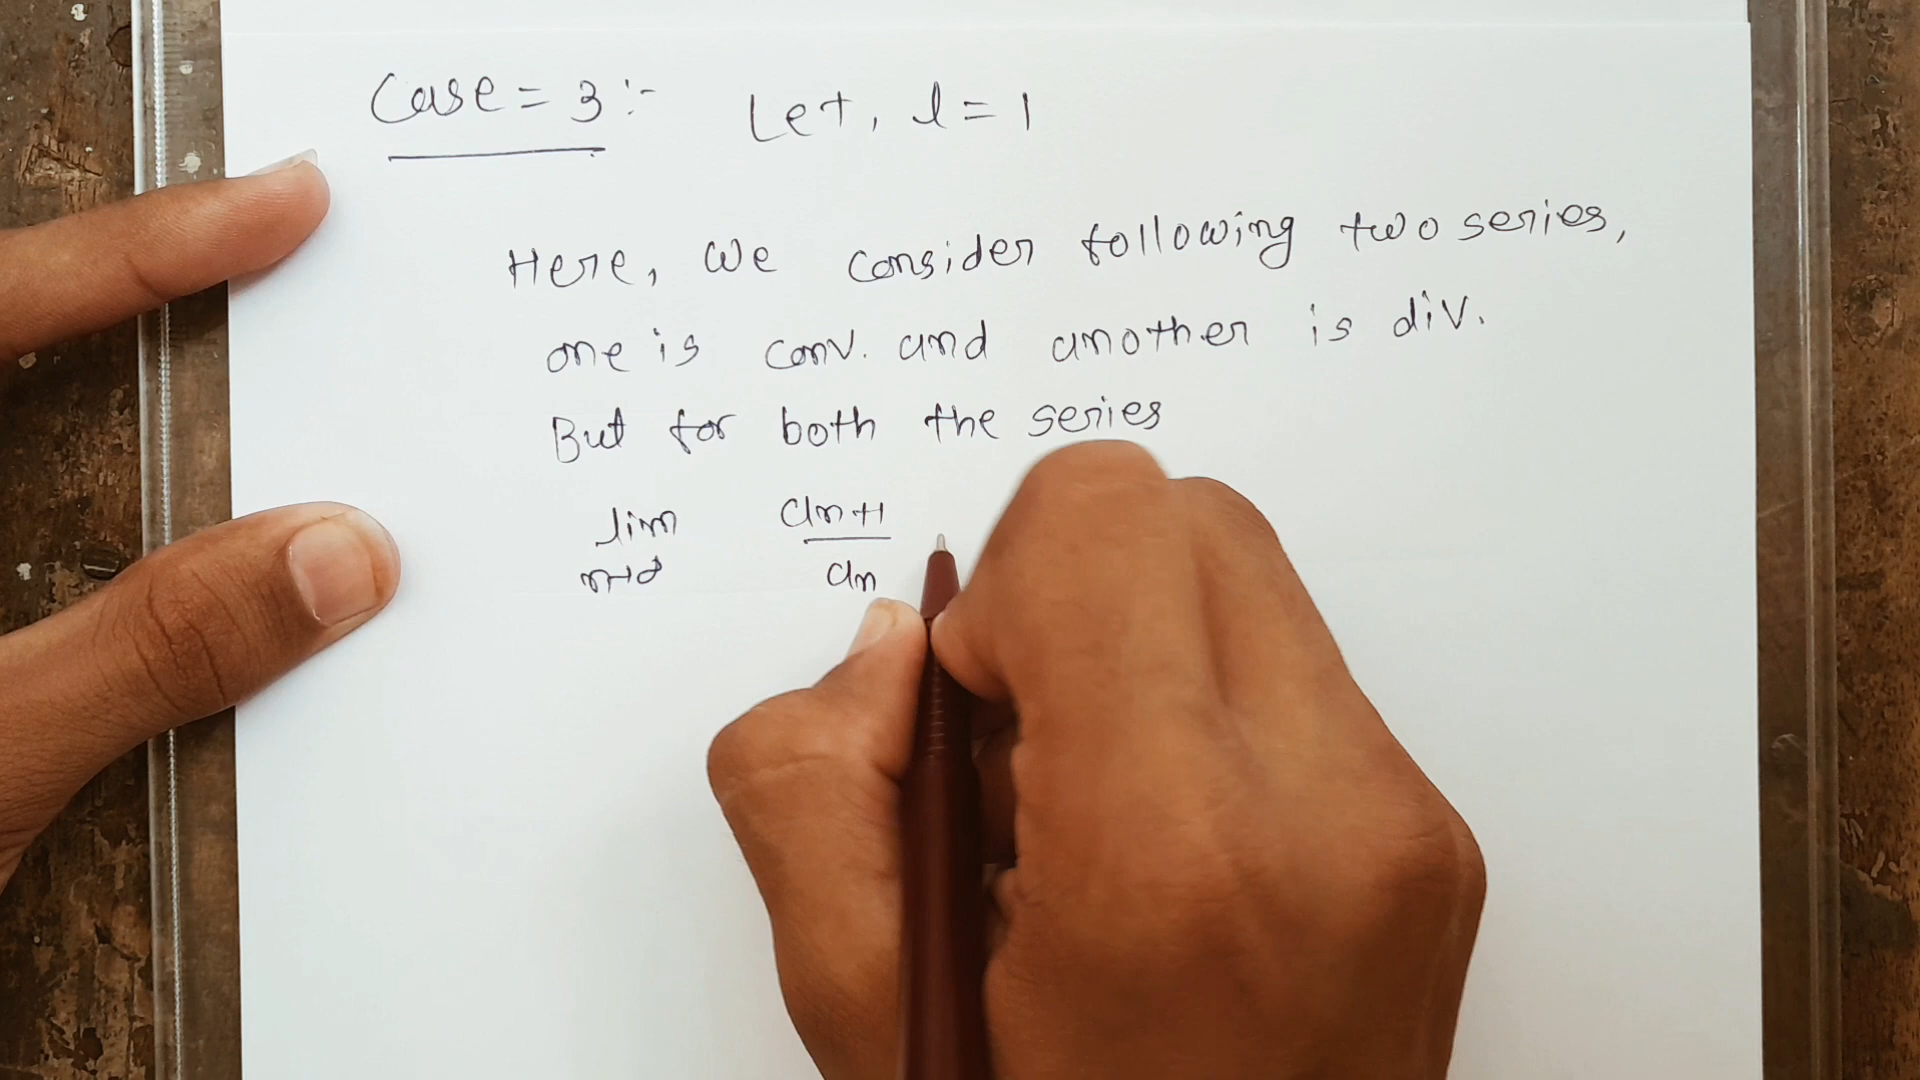 Case = 3 :- Let, l = 1
Here, we consider following two series,
one is conv. and another is div.
But for both the series
lim an+1
n→∞ an